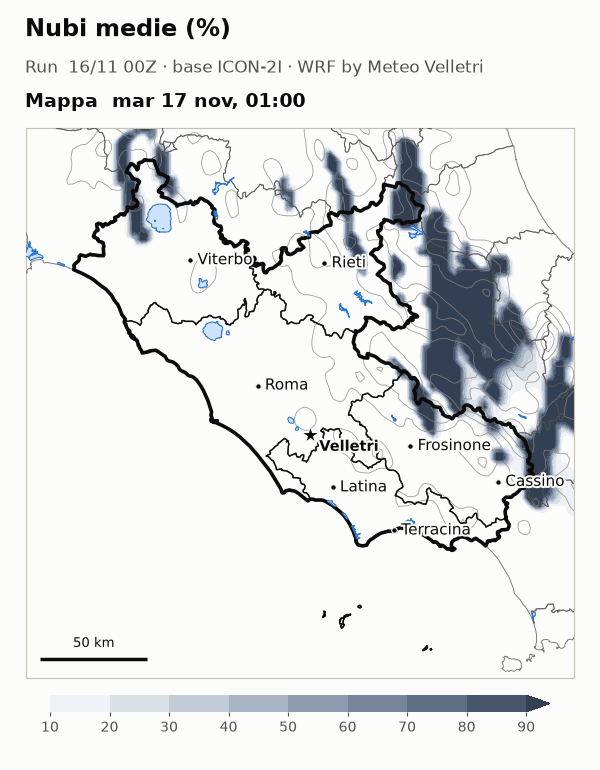 Nubi medie (%)
Run  16/11 00Z · base ICON-2I · WRF by Meteo Velletri
Mappa  mar 17 nov, 01:00
Viterbo
Rieti
Roma
Velletri
Frosinone
Cassino
Latina
Terracina
50 km
10 20 30 40 50 60 70 80 90